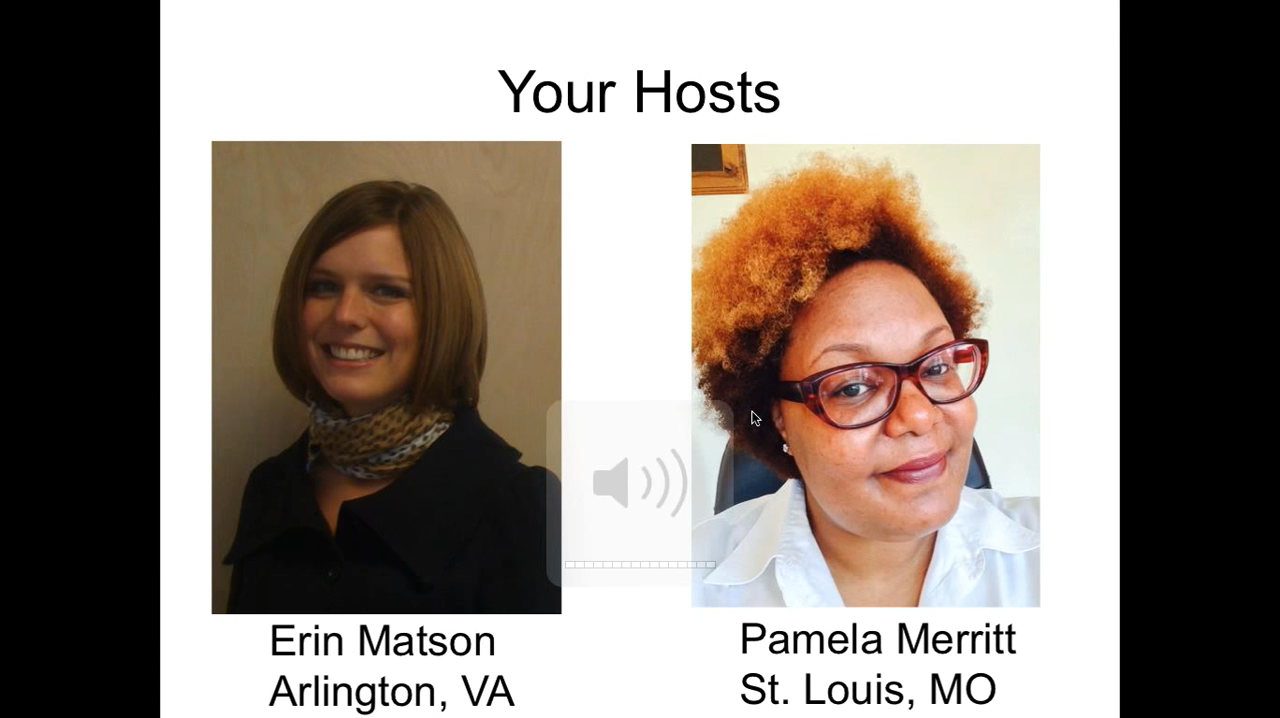 Your Hosts
Erin Matson
Arlington, VA
Pamela Merritt
St. Louis, MO